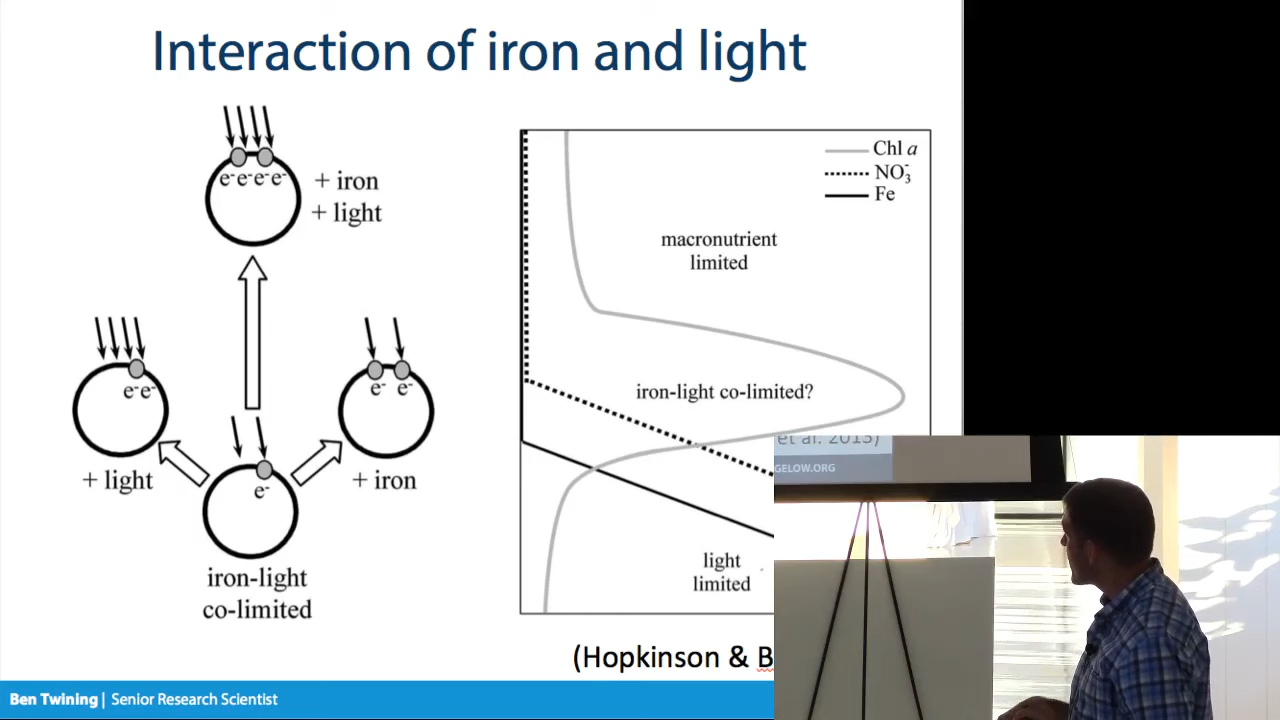 Interaction of iron and light
e⁻e⁻e⁻e⁻
+ iron
+ light
e⁻e⁻
+ light
e⁻ e⁻
+ iron
e⁻
iron-light
co-limited
Chl a
NO₃⁻
Fe
macronutrient
limited
iron-light co-limited?
light
limited
(Hopkinson & B
et al. 2013)
GELOW.ORG
Ben Twining | Senior Research Scientist